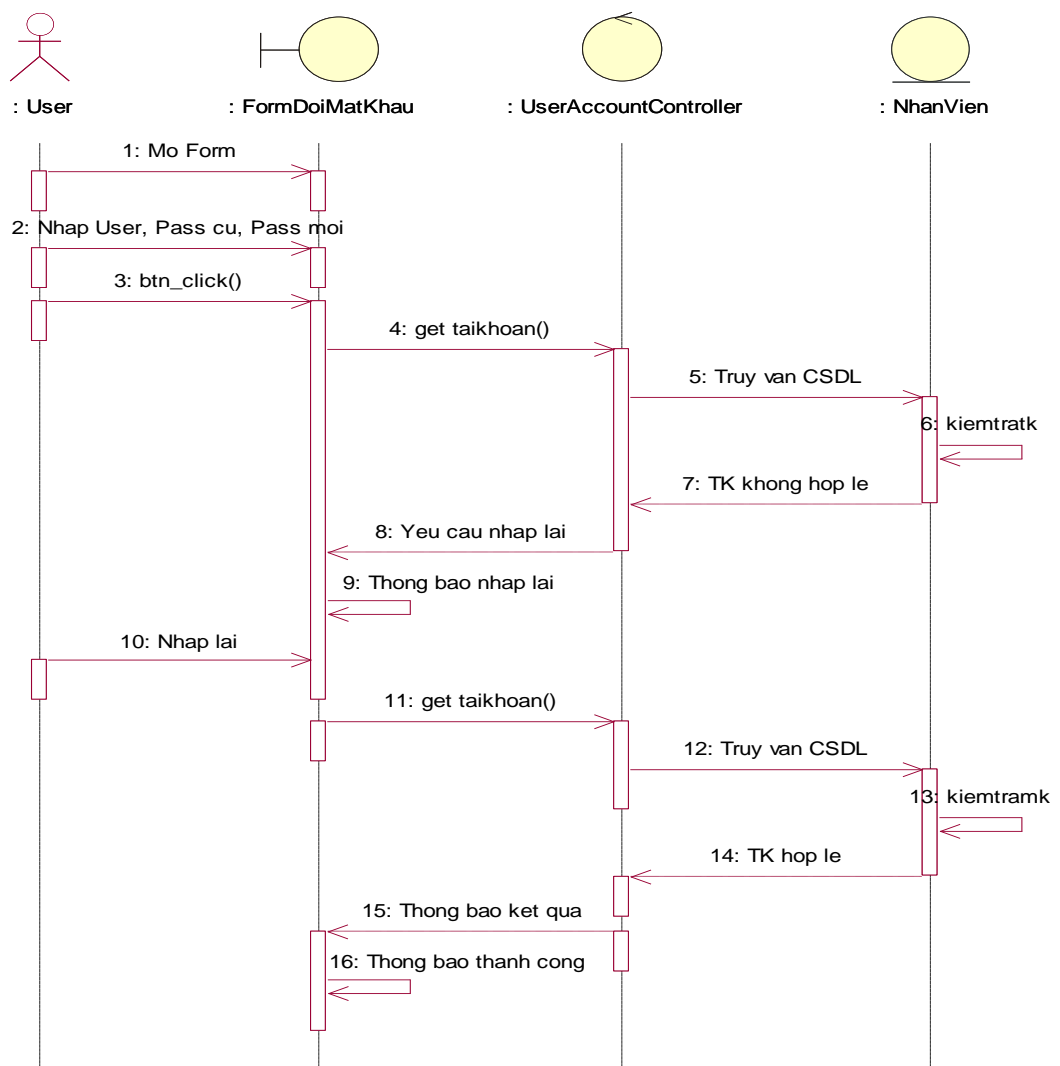 : User
: FormDoiMatKhau
: UserAccountController
: NhanVien
1: Mo Form
2: Nhap User, Pass cu, Pass moi
3: btn_click()
4: get taikhoan()
5: Truy van CSDL
6: kiemtratk
7: TK khong hop le
8: Yeu cau nhap lai
9: Thong bao nhap lai
10: Nhap lai
11: get taikhoan()
12: Truy van CSDL
13: kiemtramk
14: TK hop le
15: Thong bao ket qua
16: Thong bao thanh cong